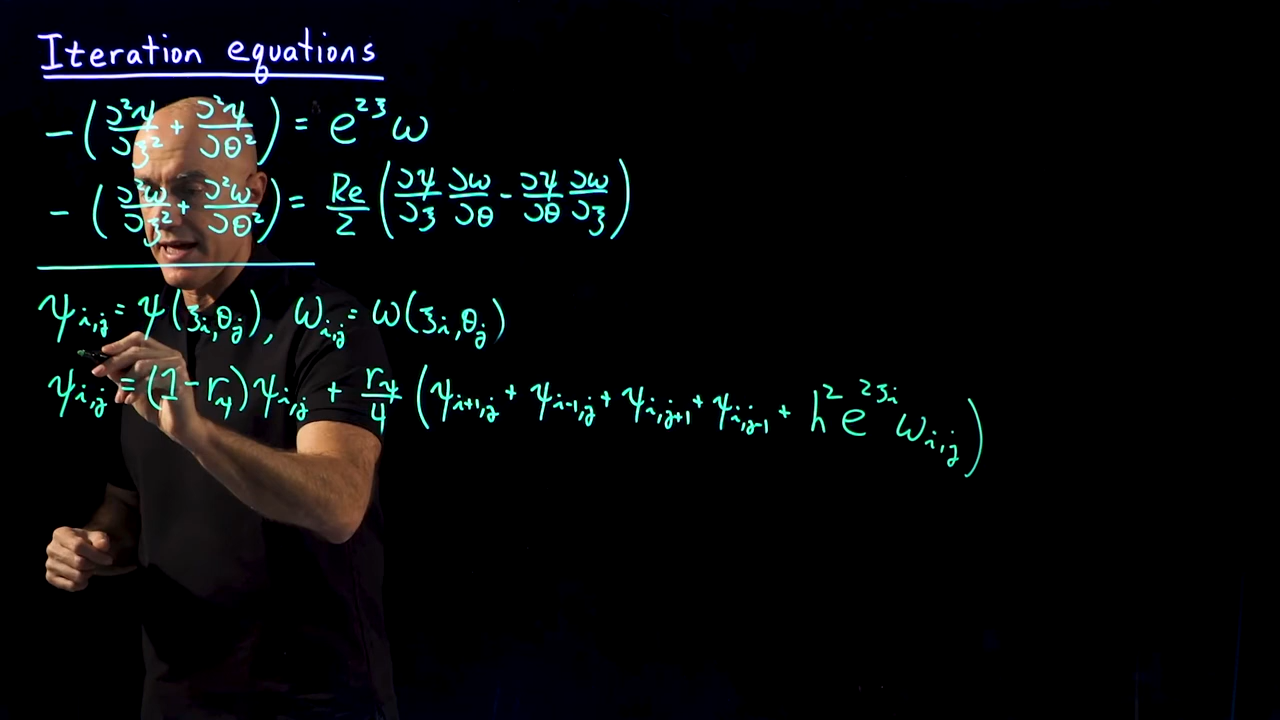 Iteration equations
−(∂²ψ/∂ξ² + ∂²ψ/∂θ²) = e^{2ξ} ω
−(∂²ω/∂ξ² + ∂²ω/∂θ²) = Re/2 (∂ψ/∂ξ ∂ω/∂θ − ∂ψ/∂θ ∂ω/∂ξ)
ψ_{i,j} = ψ(ξ_i, θ_j), ω_{i,j} = ω(ξ_i, θ_j)
ψ_{i,j} = (1 − r_ψ) ψ_{i,j} + r_ψ/4 (ψ_{i+1,j} + ψ_{i−1,j} + ψ_{i,j+1} + ψ_{i,j−1} + h² e^{2ξ_i} ω_{i,j})